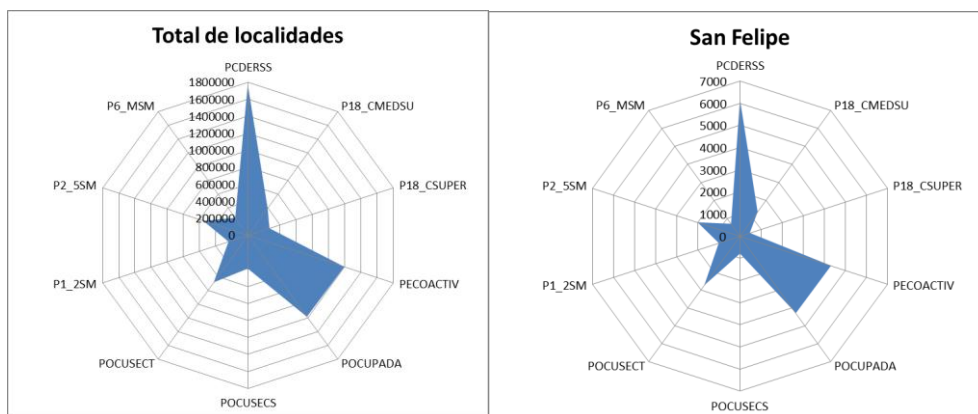 Total de localidades
PCDERSS
1800000
1600000
1400000
1200000
1000000
800000
600000
400000
200000
0
P18_CMEDSU
P18_CSUPER
PECOACTIV
POCUPADA
POCUSECS
POCUSECT
P1_2SM
P2_5SM
P6_MSM
San Felipe
PCDERSS
7000
6000
5000
4000
3000
2000
1000
0
P18_CMEDSU
P18_CSUPER
PECOACTIV
POCUPADA
POCUSECS
POCUSECT
P1_2SM
P2_5SM
P6_MSM